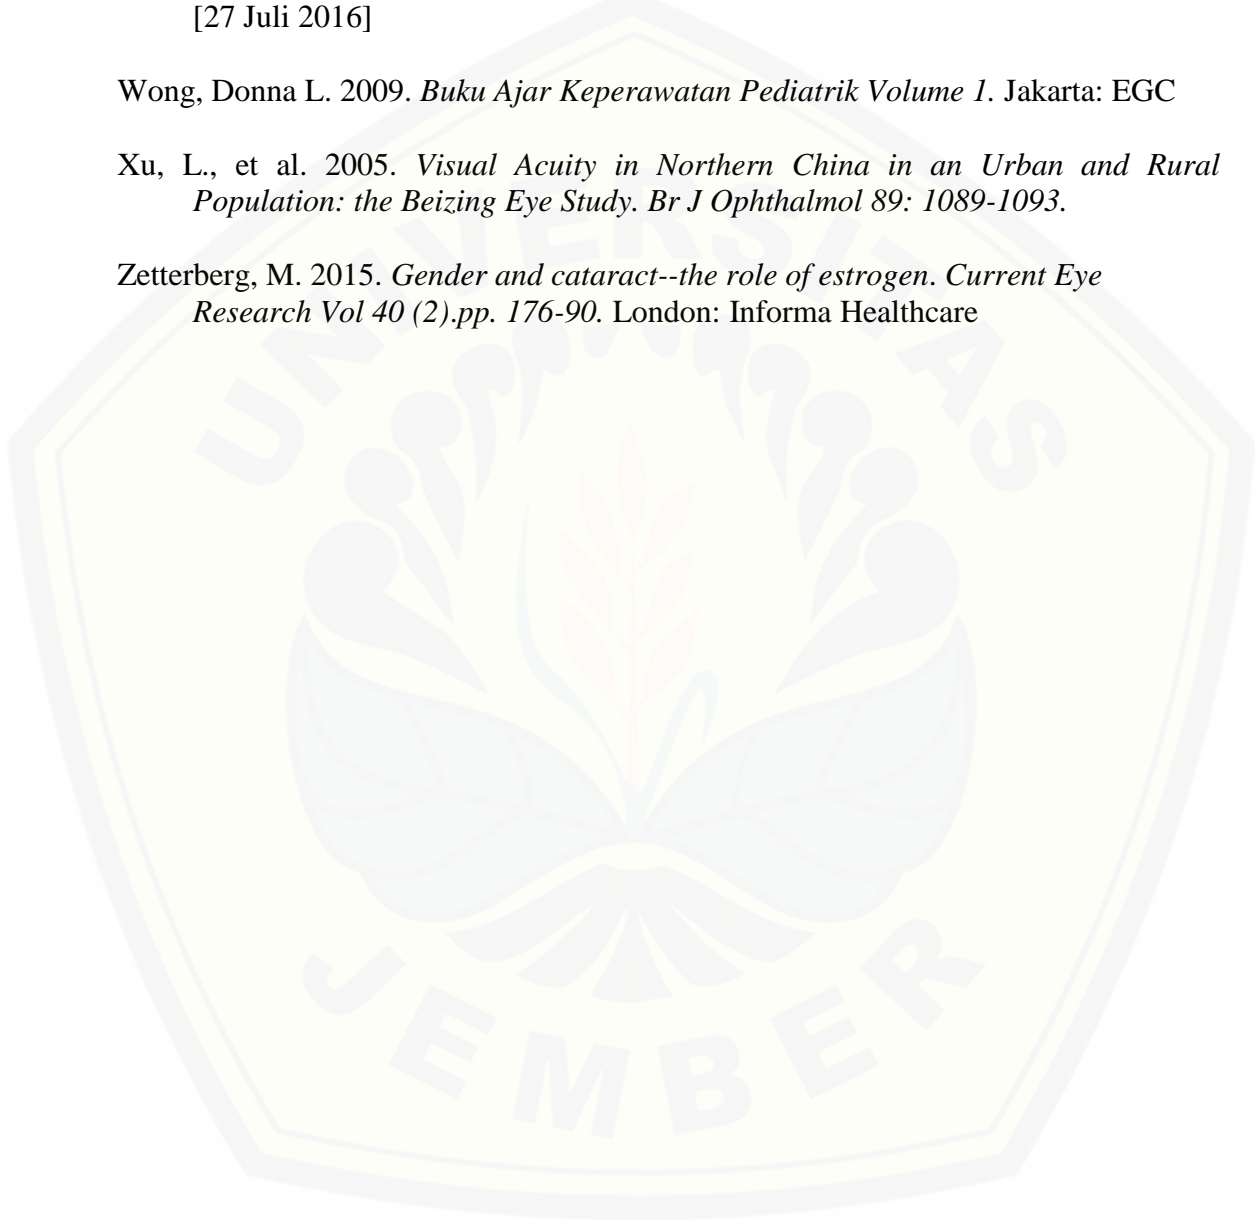 [27 Juli 2016]
Wong, Donna L. 2009. Buku Ajar Keperawatan Pediatrik Volume 1. Jakarta: EGC
Xu, L., et al. 2005. Visual Acuity in Northern China in an Urban and Rural
Population: the Beizing Eye Study. Br J Ophthalmol 89: 1089-1093.
Zetterberg, M. 2015. Gender and cataract--the role of estrogen. Current Eye
Research Vol 40 (2).pp. 176-90. London: Informa Healthcare
UNIVERSITAS
JEMBER